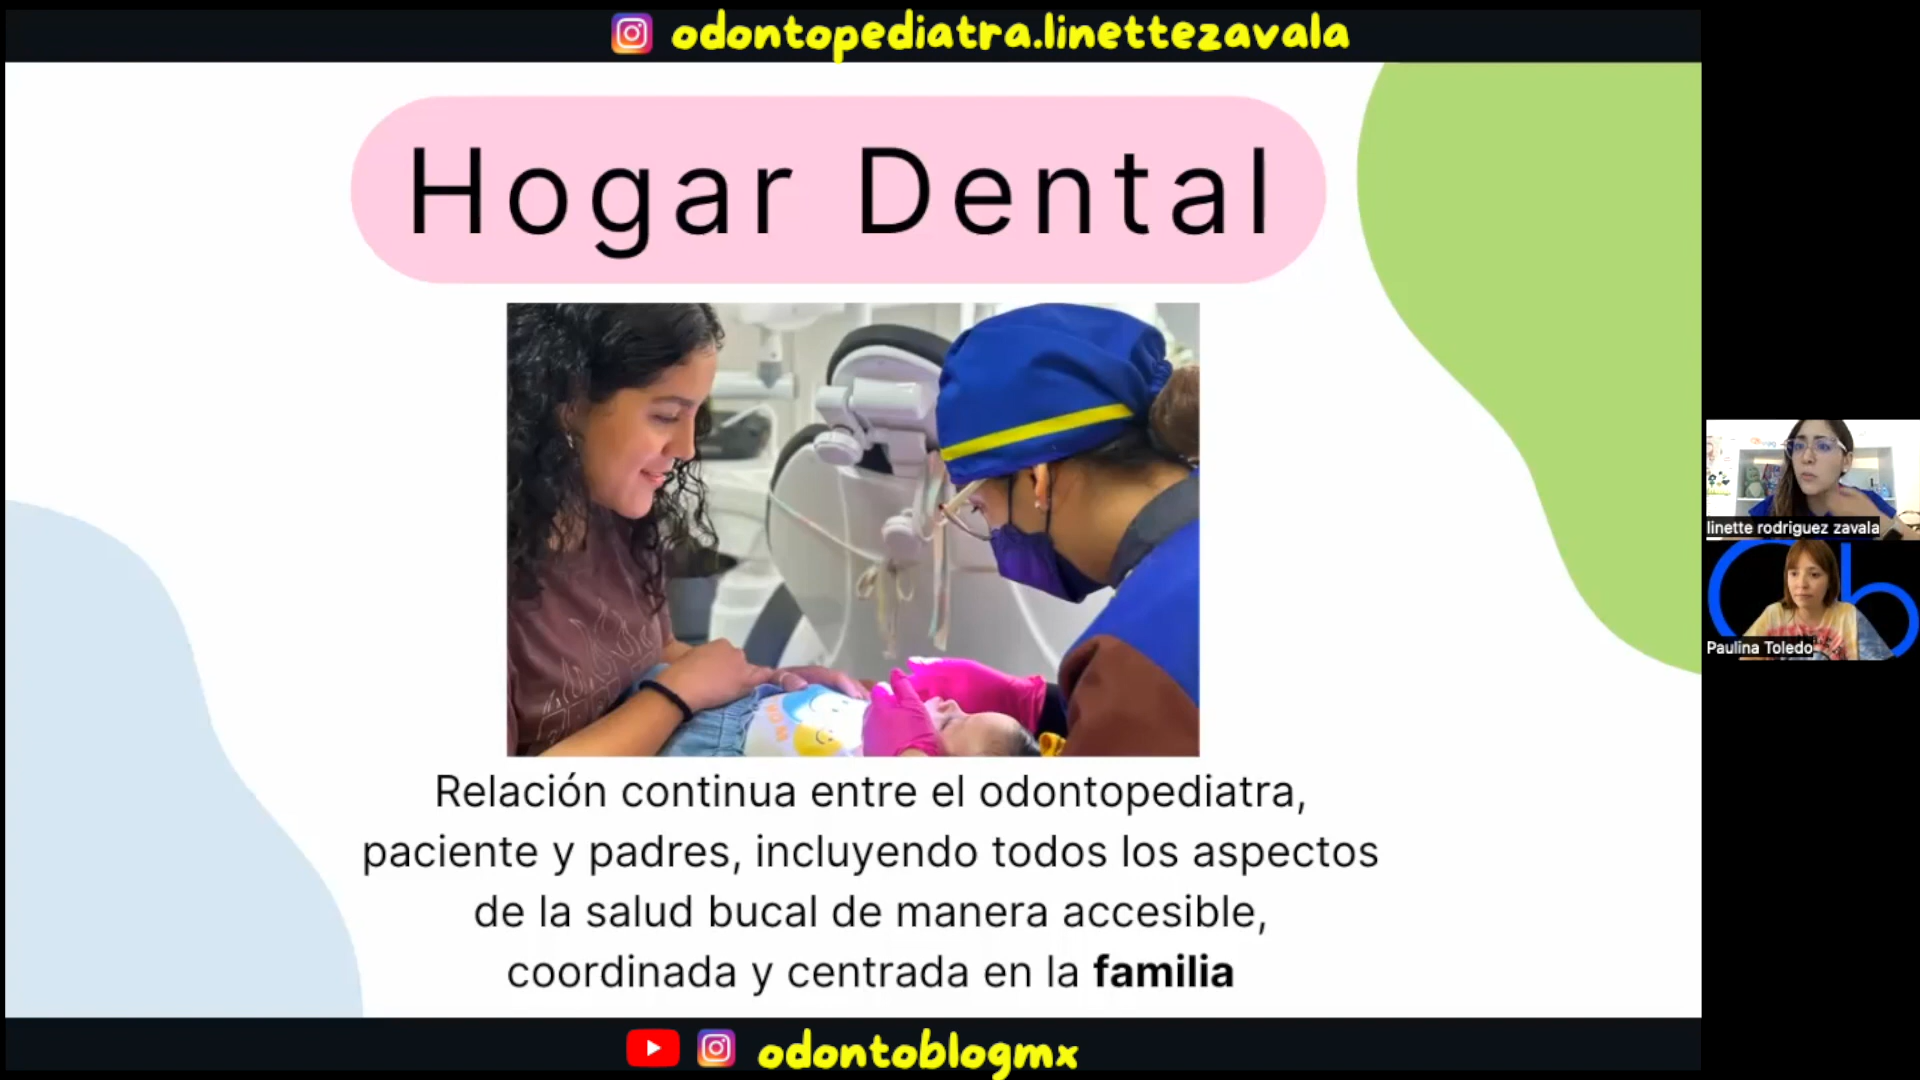 odontopediatra.linettezavala
Hogar Dental
Relación continua entre el odontopediatra,
paciente y padres, incluyendo todos los aspectos
de la salud bucal de manera accesible,
coordinada y centrada en la familia
linette rodriguez zavala
Paulina Toledo
odontoblogmx